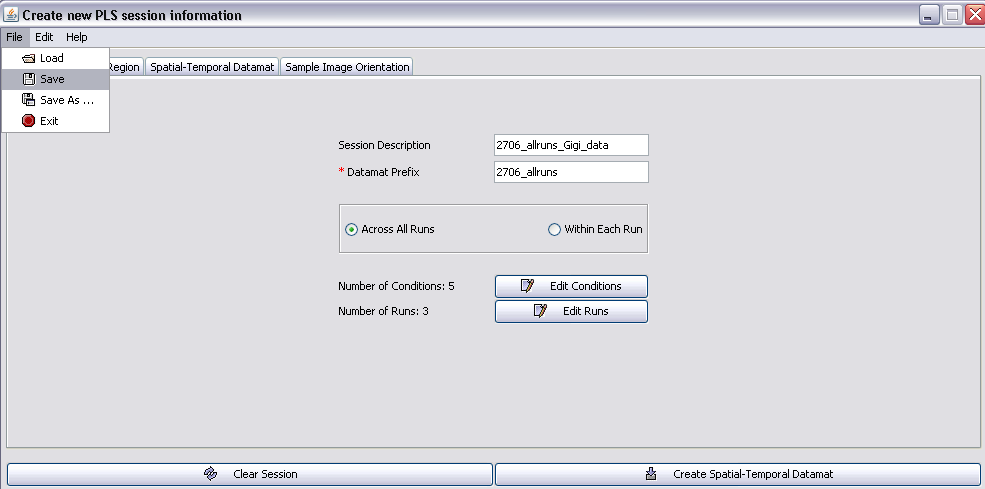 Create new PLS session information
File Edit Help
Load
Save
Save As ...
Exit
Region Spatial-Temporal Datamat Sample Image Orientation
Session Description 2706_allruns_Gigi_data
* Datamat Prefix 2706_allruns
Across All Runs Within Each Run
Number of Conditions: 5 Edit Conditions
Number of Runs: 3 Edit Runs
Clear Session Create Spatial-Temporal Datamat